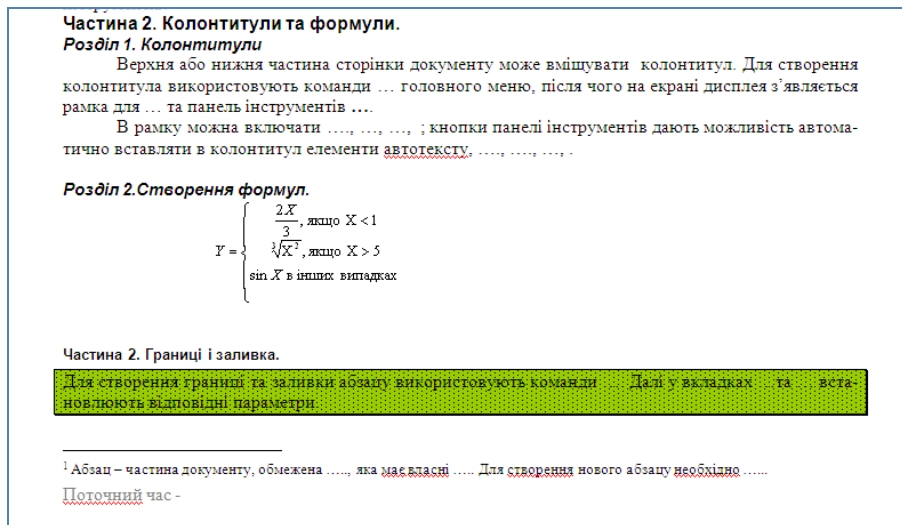 Частина 2. Колонтитули та формули.
Розділ 1. Колонтитули
Верхня або нижня частина сторінки документу може вміщувати колонтитул. Для створення
колонтитула використовують команди … головного меню, після чого на екрані дисплея з’являється
рамка для … та панель інструментів ….
В рамку можна включати …., …, …, ; кнопки панелі інструментів дають можливість автома-
тично вставляти в колонтитул елементи автотексту, …., …., …, .
Розділ 2.Створення формул.
2X/3, якщо X < 1
Y = { ∛X², якщо X > 5
sin X в інших випадках
Частина 2. Границі і заливка.
Для створення границі та заливки абзацу використовують команди … Далі у вкладках …та … вста-
новлюють відповідні параметри.
1 Абзац – частина документу, обмежена ….., яка має власні ….. Для створення нового абзацу необхідно …...
Поточний час -